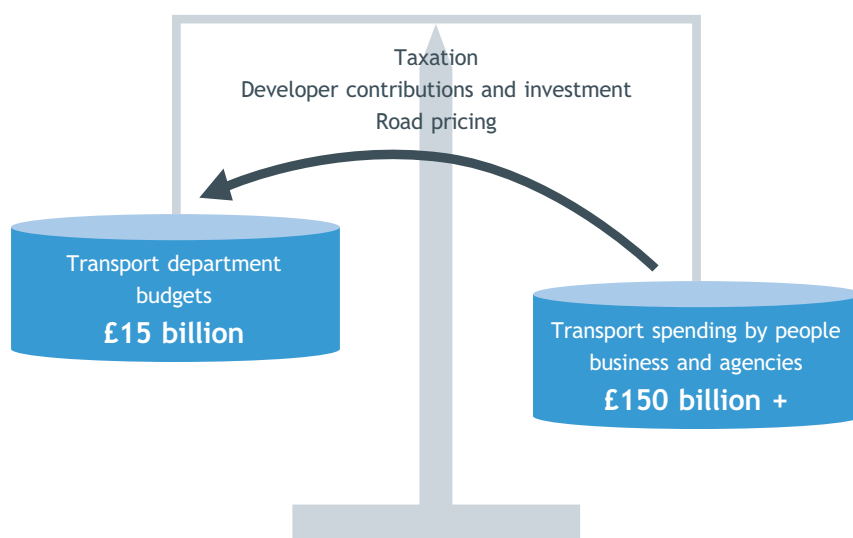 Taxation
Developer contributions and investment
Road pricing
Transport department
budgets
£15 billion
Transport spending by people
business and agencies
£150 billion +